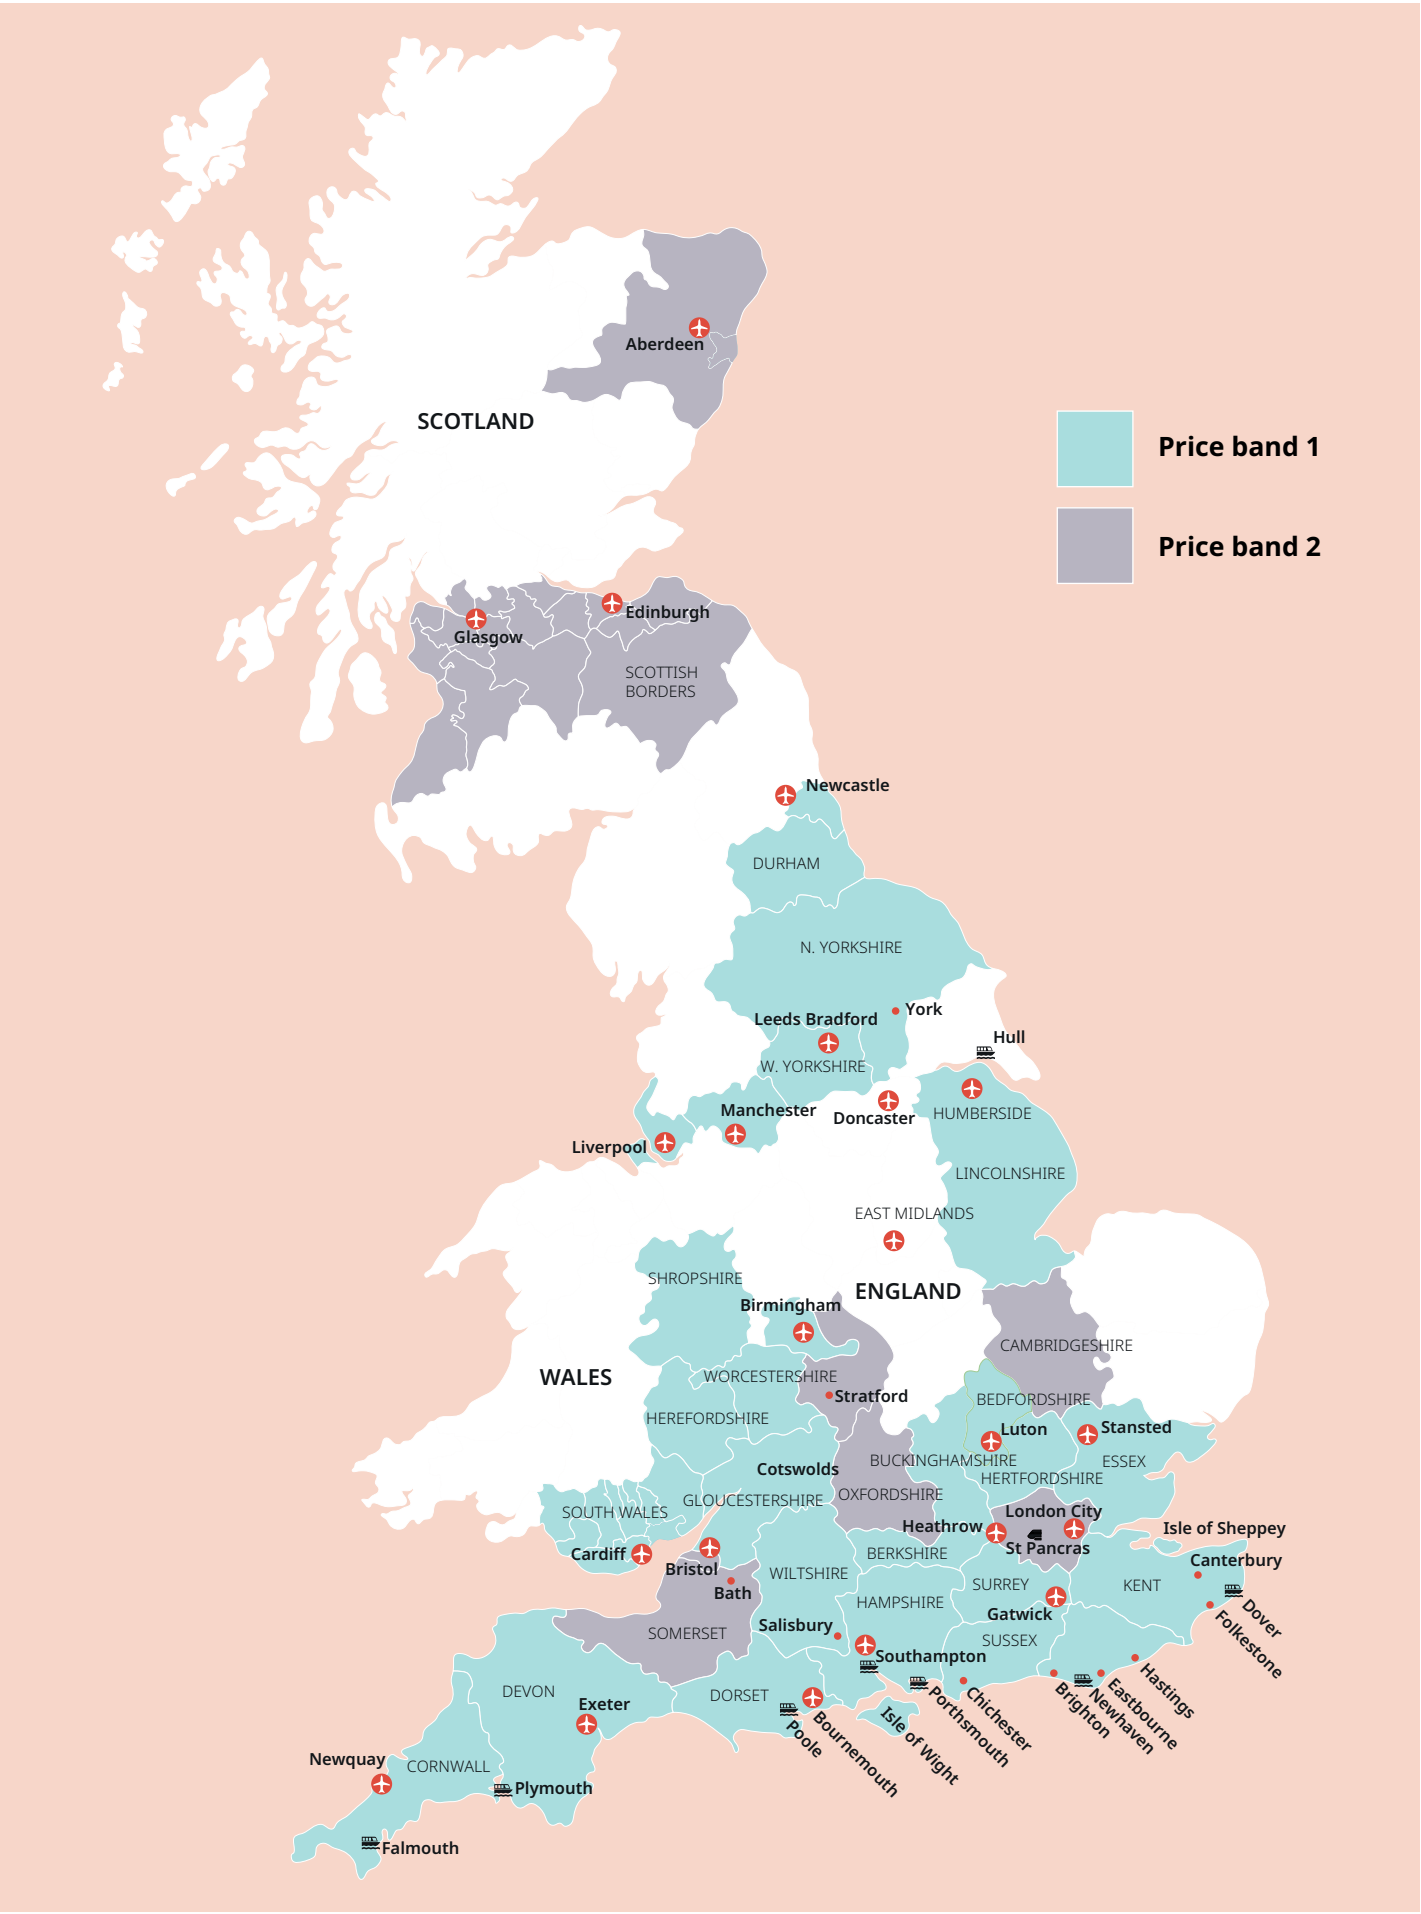 Aberdeen
SCOTLAND
Price band 1
Price band 2
Edinburgh
Glasgow
SCOTTISH
BORDERS
Newcastle
DURHAM
N. YORKSHIRE
York
Leeds Bradford
Hull
W. YORKSHIRE
Manchester
HUMBERSIDE
Doncaster
Liverpool
LINCOLNSHIRE
EAST MIDLANDS
SHROPSHIRE
ENGLAND
Birmingham
CAMBRIDGESHIRE
WALES
WORCESTERSHIRE
Stratford
BEDFORDSHIRE
HEREFORDSHIRE
Luton
Stansted
BUCKINGHAMSHIRE
ESSEX
Cotswolds
HERTFORDSHIRE
OXFORDSHIRE
GLOUCESTERSHIRE
SOUTH WALES
London City
Heathrow
Isle of Sheppey
St Pancras
Cardiff
BERKSHIRE
Canterbury
Bristol
WILTSHIRE
SURREY
KENT
Bath
HAMPSHIRE
Gatwick
Dover
Folkestone
Salisbury
SOMERSET
SUSSEX
Southampton
Hastings
Eastbourne
Newhaven
Brighton
Chichester
Porthsmouth
Isle of Wight
DEVON
DORSET
Exeter
Bournemouth
Poole
Newquay
CORNWALL
Plymouth
Falmouth